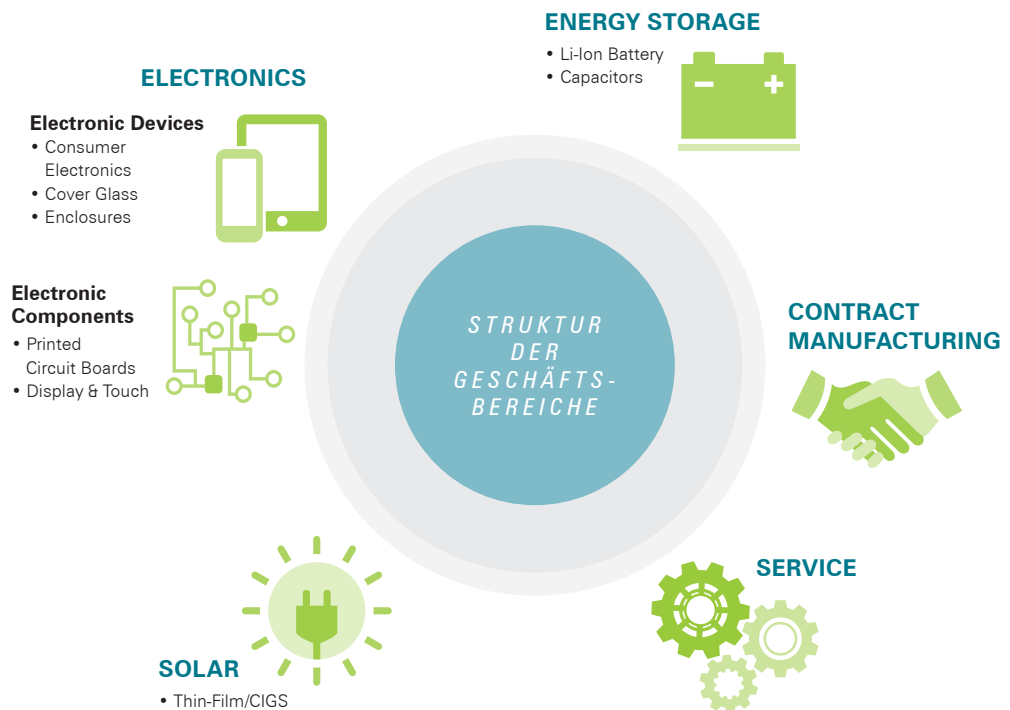 ENERGY STORAGE
• Li-Ion Battery
• Capacitors
ELECTRONICS
Electronic Devices
• Consumer
Electronics
• Cover Glass
• Enclosures
Electronic
Components
• Printed
Circuit Boards
• Display & Touch
STRUKTUR
DER
GESCHÄFTS-
BEREICHE
CONTRACT
MANUFACTURING
SERVICE
SOLAR
• Thin-Film/CIGS